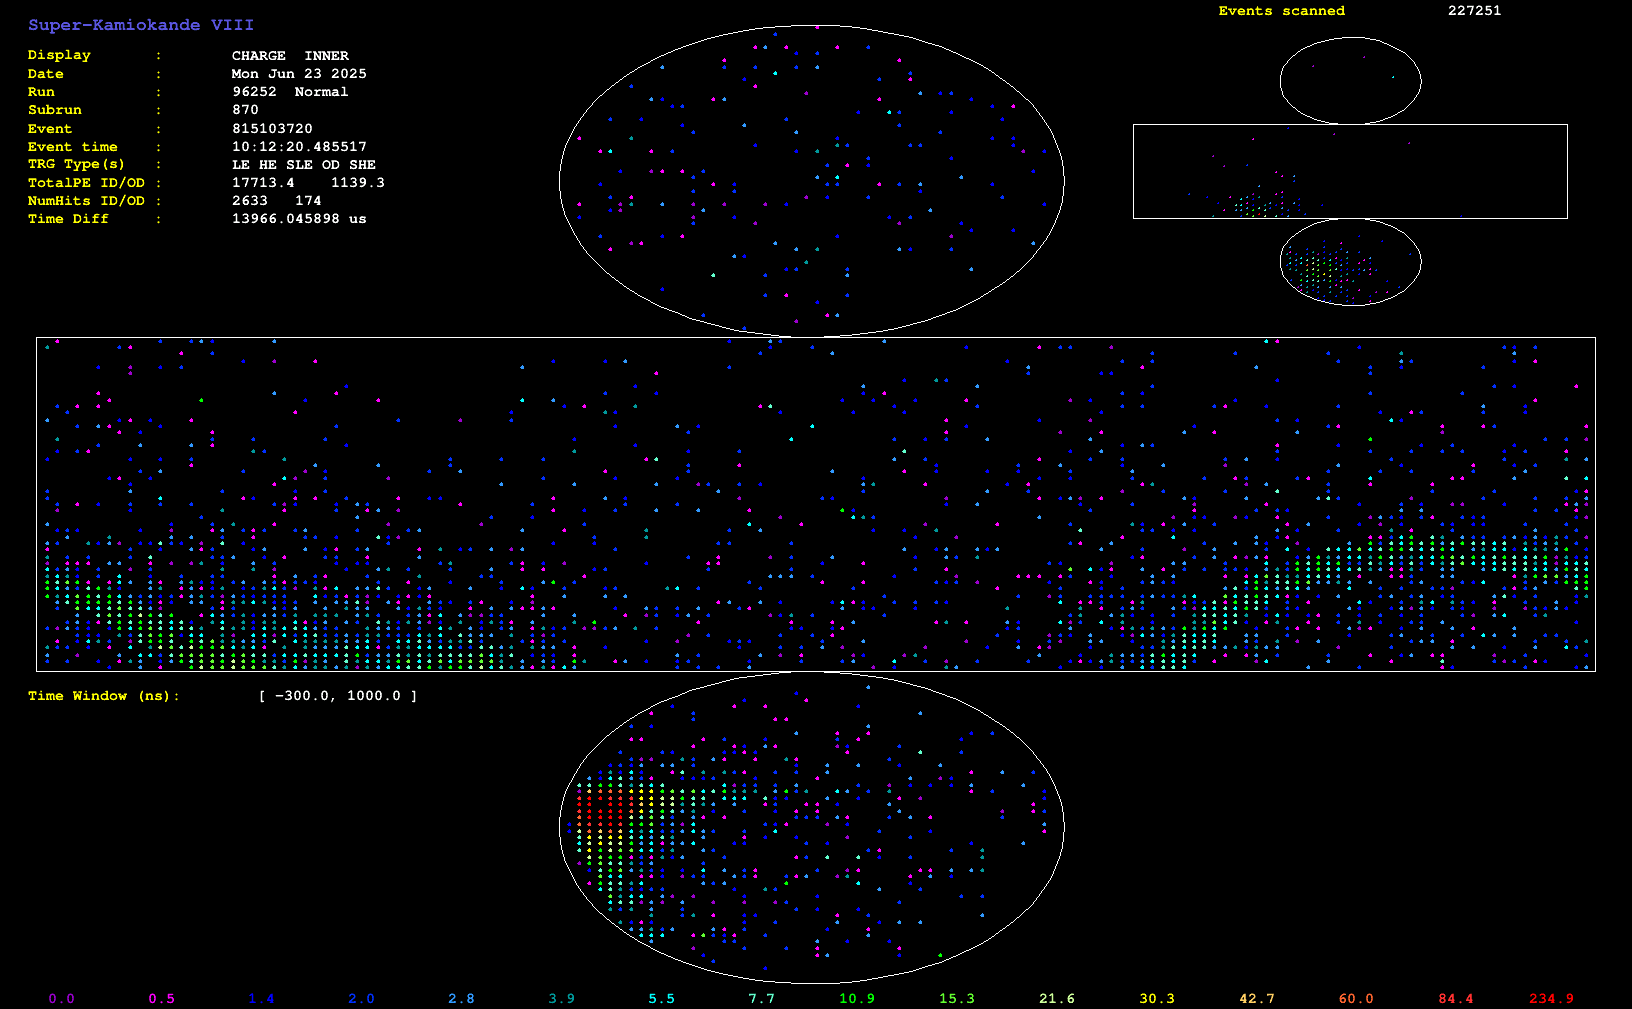 Super-Kamiokande VIII
Events scanned 227251
Display : CHARGE INNER
Date : Mon Jun 23 2025
Run : 96252 Normal
Subrun : 870
Event : 815103720
Event time : 10:12:20.485517
TRG Type(s) : LE HE SLE OD SHE
TotalPE ID/OD : 17713.4 1139.3
NumHits ID/OD : 2633 174
Time Diff : 13966.045898 us
Time Window (ns): [ -300.0, 1000.0 ]
0.0 0.5 1.4 2.0 2.8 3.9 5.5 7.7 10.9 15.3 21.6 30.3 42.7 60.0 84.4 234.9